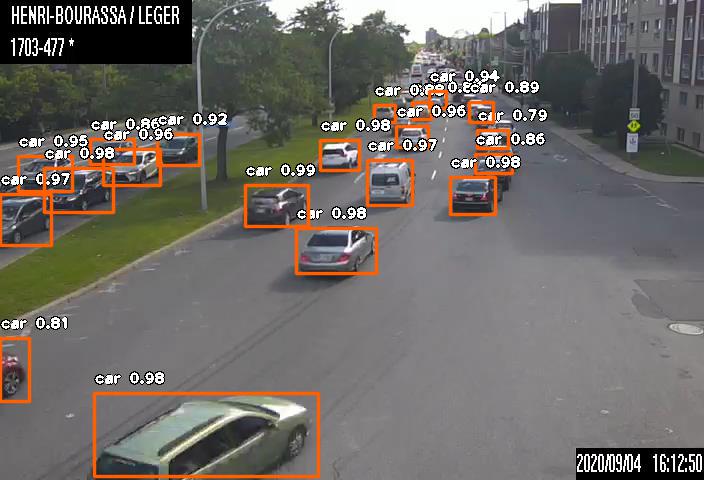 HENRI-BOURASSA / LEGER
1703-477 *
car 0.94
car 0.89
car 0.96
car 0.79
car 0.92
car 0.96
car 0.98
car 0.86
car 0.95
car 0.98
car 0.97
car 0.98
car 0.97
car 0.99
car 0.98
car 0.81
car 0.98
2020/09/04 16:12:50